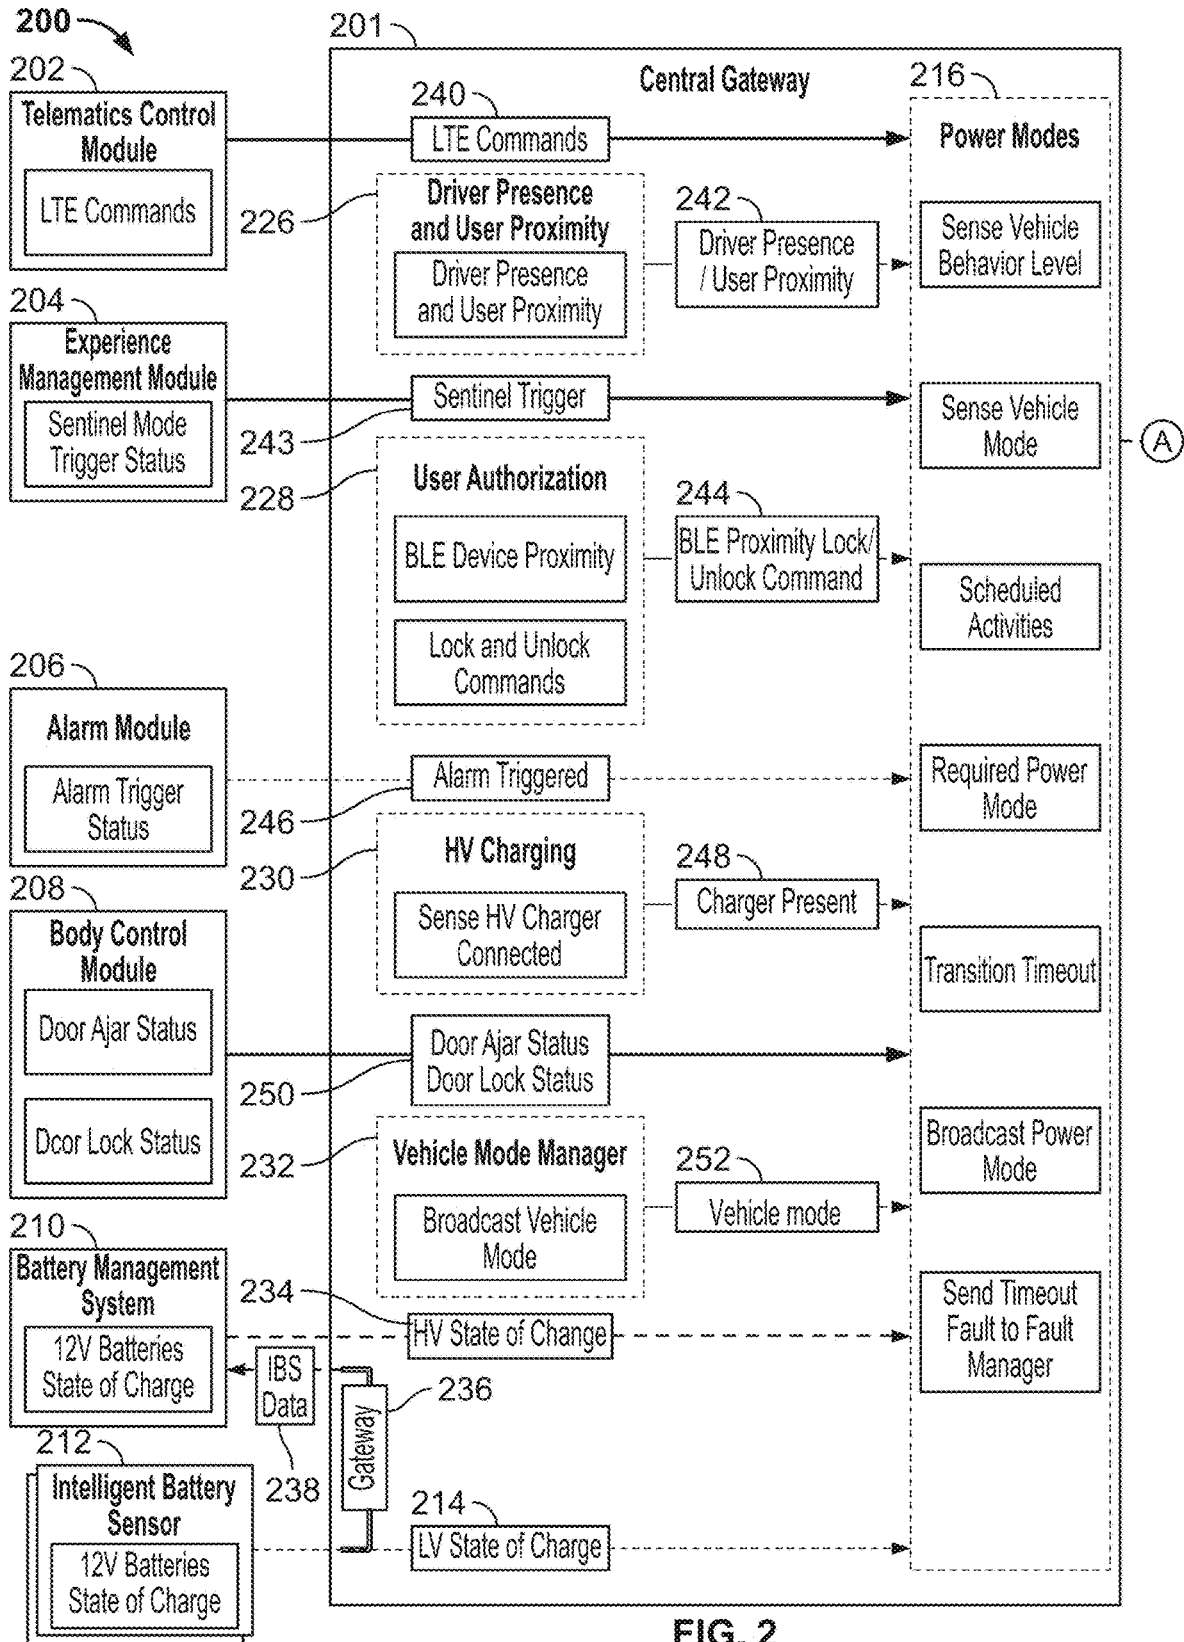 200
201
202
Central Gateway
216
Telematics Control
Module
LTE Commands
240
LTE Commands
Power Modes
226
Driver Presence
and User Proximity
Driver Presence
and User Proximity
242
Driver Presence
/ User Proximity
Sense Vehicle
Behavior Level
204
Experience
Management Module
Sentinel Mode
Trigger Status
Sentinel Trigger
243
Sense Vehicle
Mode
A
228
User Authorization
BLE Device Proximity
Lock and Unlock
Commands
244
BLE Proximity Lock/
Unlock Command
Scheduled
Activities
206
Alarm Module
Alarm Trigger
Status
Alarm Triggered
246
Required Power
Mode
230
HV Charging
Sense HV Charger
Connected
248
Charger Present
Transition Timeout
208
Body Control
Module
Door Ajar Status
Dcor Lock Status
250
Door Ajar Status
Door Lock Status
232
Vehicle Mode Manager
Broadcast Vehicle
Mode
252
Vehicle mode
Broadcast Power
Mode
210
Battery Management
System
12V Batteries
State of Charge
234
HV State of Change
Send Timeout
Fault to Fault
Manager
IBS
Data
238
236
Gateway
212
Intelligent Battery
Sensor
12V Batteries
State of Charge
214
LV State of Charge
FIG. 2